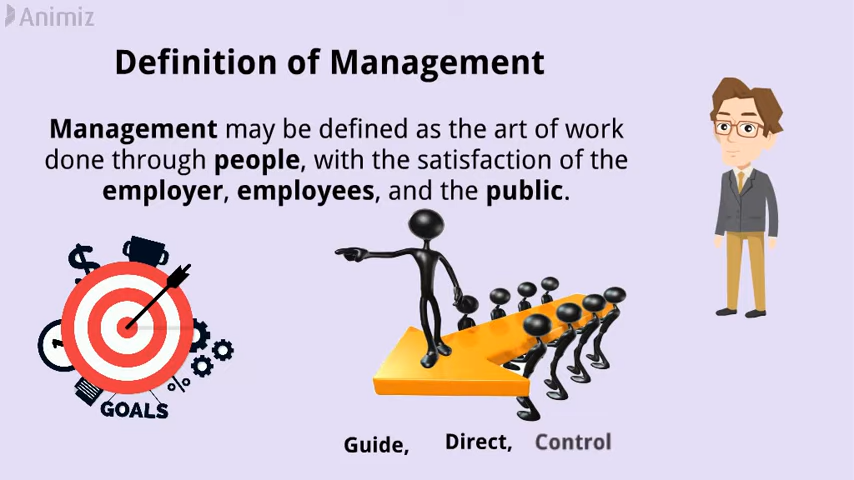 Animiz
Definition of Management
Management may be defined as the art of work
done through people, with the satisfaction of the
employer, employees, and the public.
$
1
%
GOALS
Guide, Direct, Control